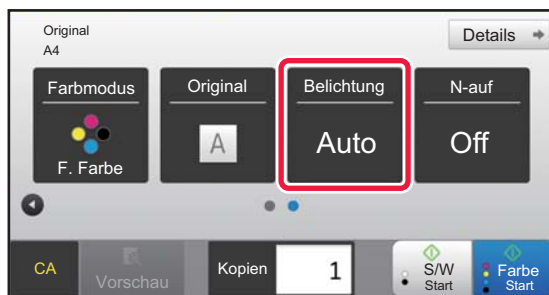 Original
A4
Details
Farbmodus
F. Farbe
Original
A
Belichtung
Auto
N-auf
Off
CA
Vorschau
Kopien
1
S/W
Start
Farbe
Start